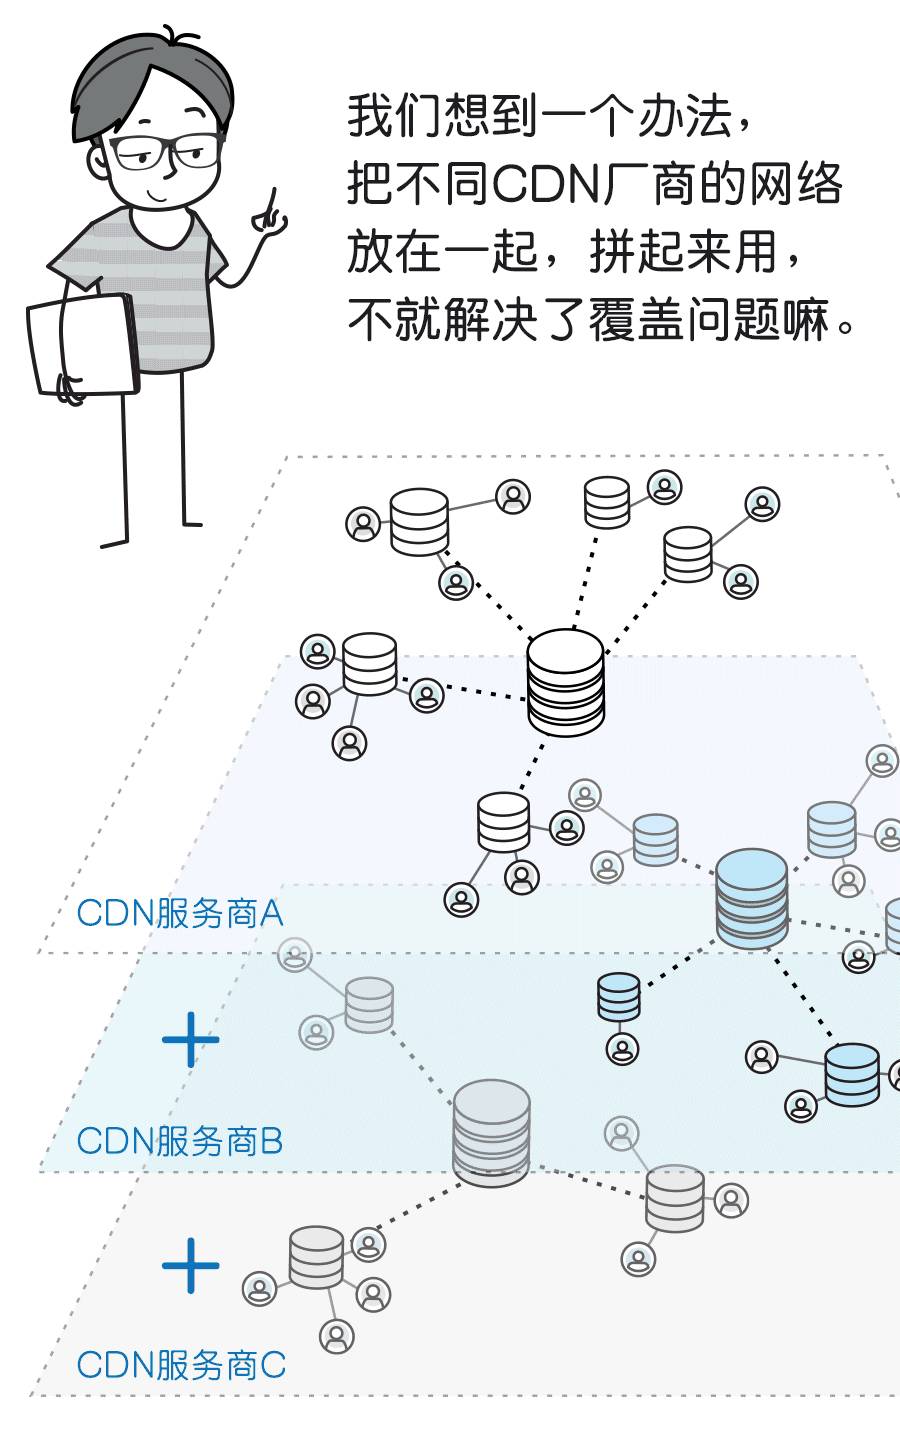 我们想到一个办法，
把不同CDN厂商的网络
放在一起，拼起来用，
不就解决了覆盖问题嘛。
CDN服务商A
+
CDN服务商B
+
CDN服务商C